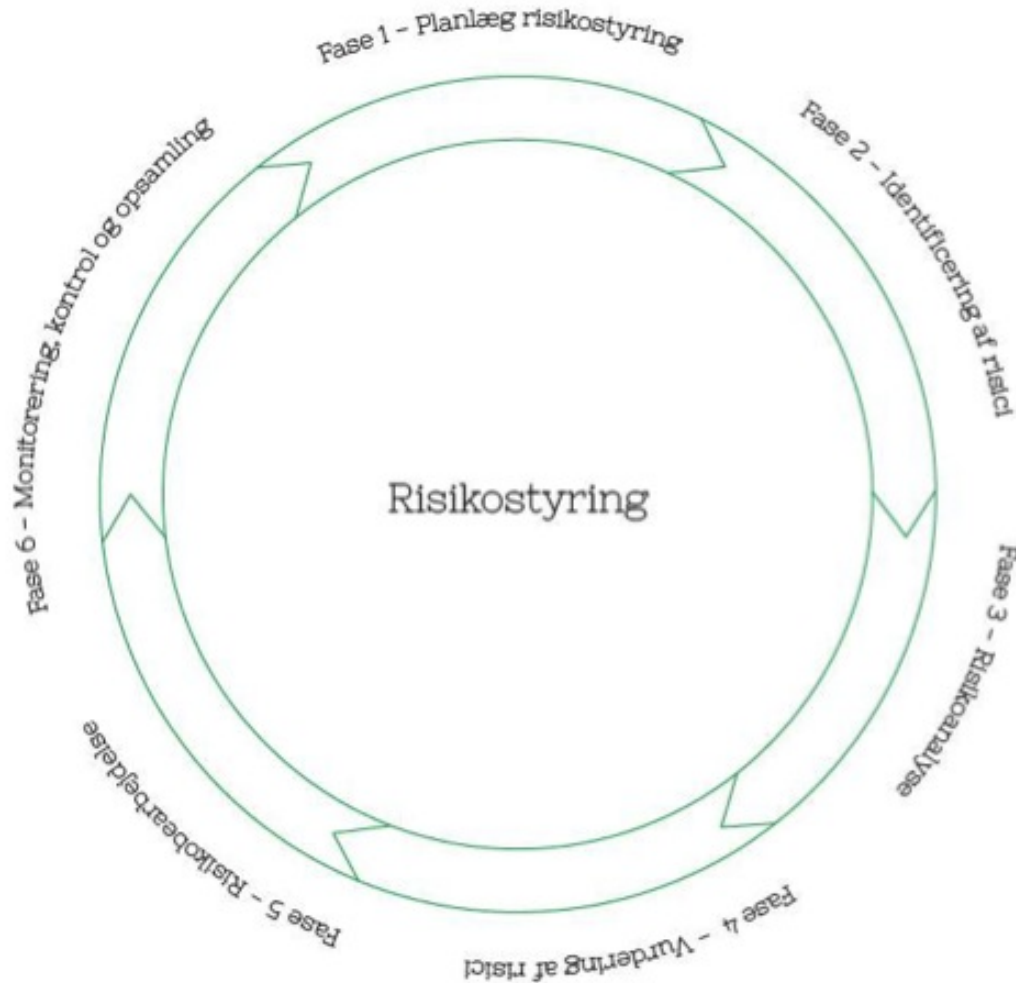 Fase 1 – Planlæg risikostyring
Fase 2 – Identificering af risici
Fase 3 – Risikoanalyse
Fase 4 – Vurdering af risici
Fase 5 – Risikobearbejdelse
Fase 6 – Monitorering, kontrol og opsamling
Risikostyring